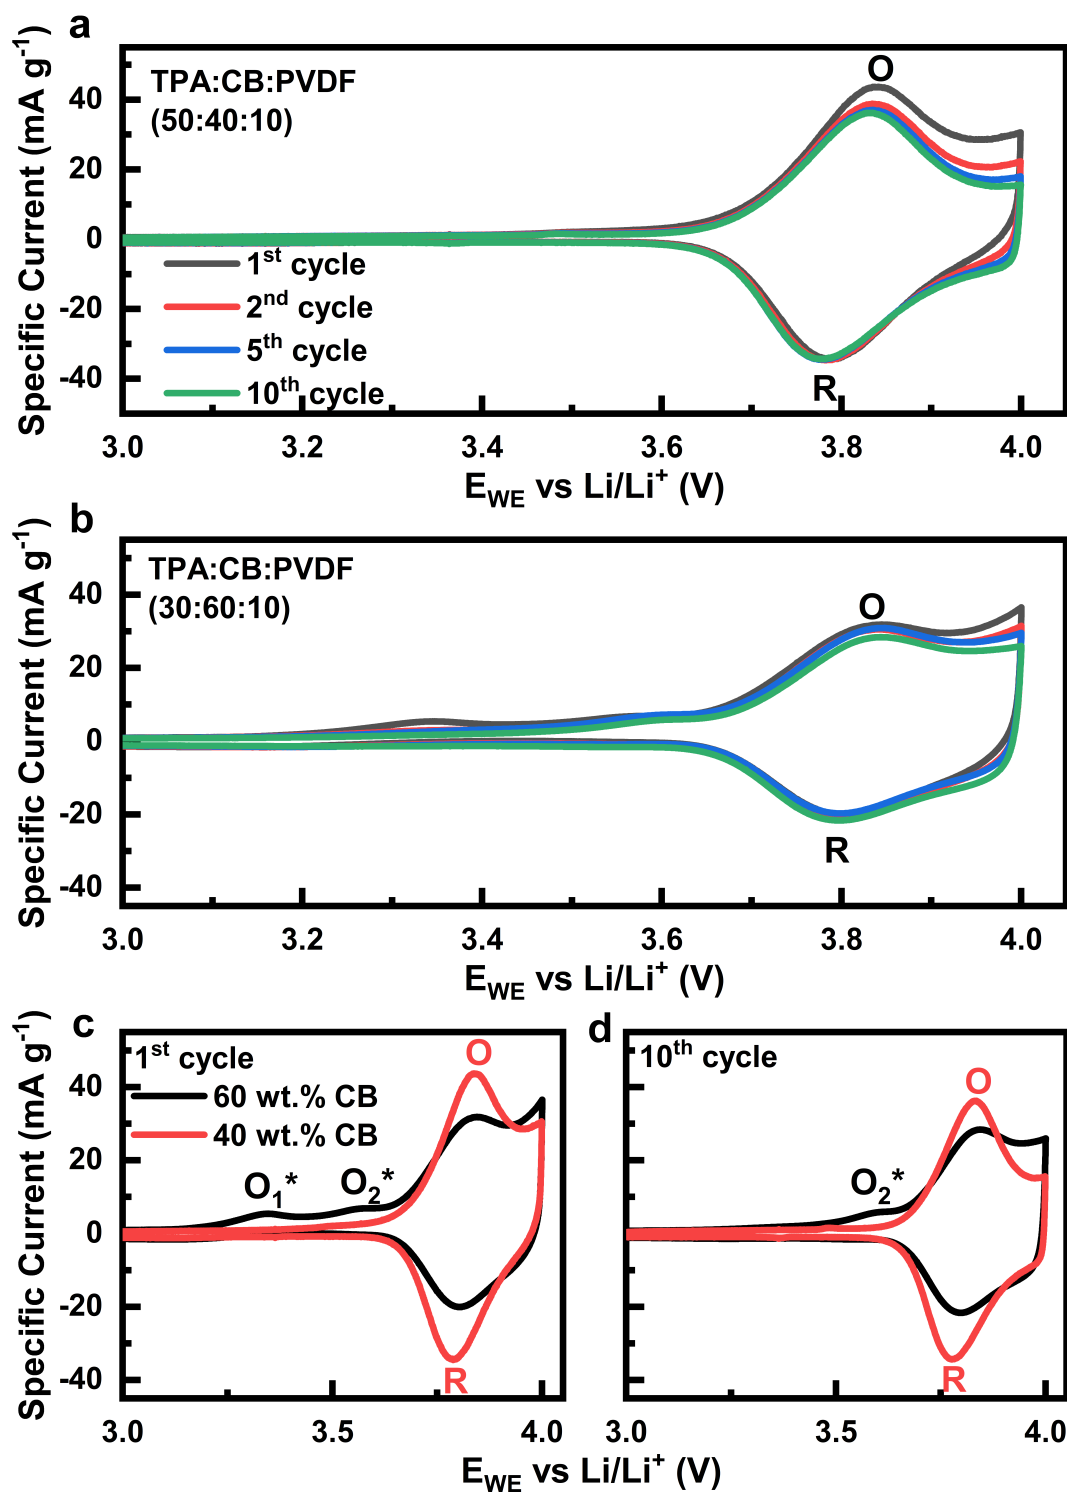 a
Specific Current (mA g⁻¹)
TPA:CB:PVDF
(50:40:10)
O
R
40
20
0
-20
-40
1ˢᵗ cycle
2ⁿᵈ cycle
5ᵗʰ cycle
10ᵗʰ cycle
3.0 3.2 3.4 3.6 3.8 4.0
E_WE vs Li/Li⁺ (V)
b
Specific Current (mA g⁻¹)
TPA:CB:PVDF
(30:60:10)
O
R
40
20
0
-20
-40
3.0 3.2 3.4 3.6 3.8 4.0
E_WE vs Li/Li⁺ (V)
c
Specific Current (mA g⁻¹)
1ˢᵗ cycle
60 wt.% CB
40 wt.% CB
O
O₁*
O₂*
R
40
20
0
-20
-40
3.0 3.5 4.0
d
10ᵗʰ cycle
O
O₂*
R
3.0 3.5 4.0
E_WE vs Li/Li⁺ (V)